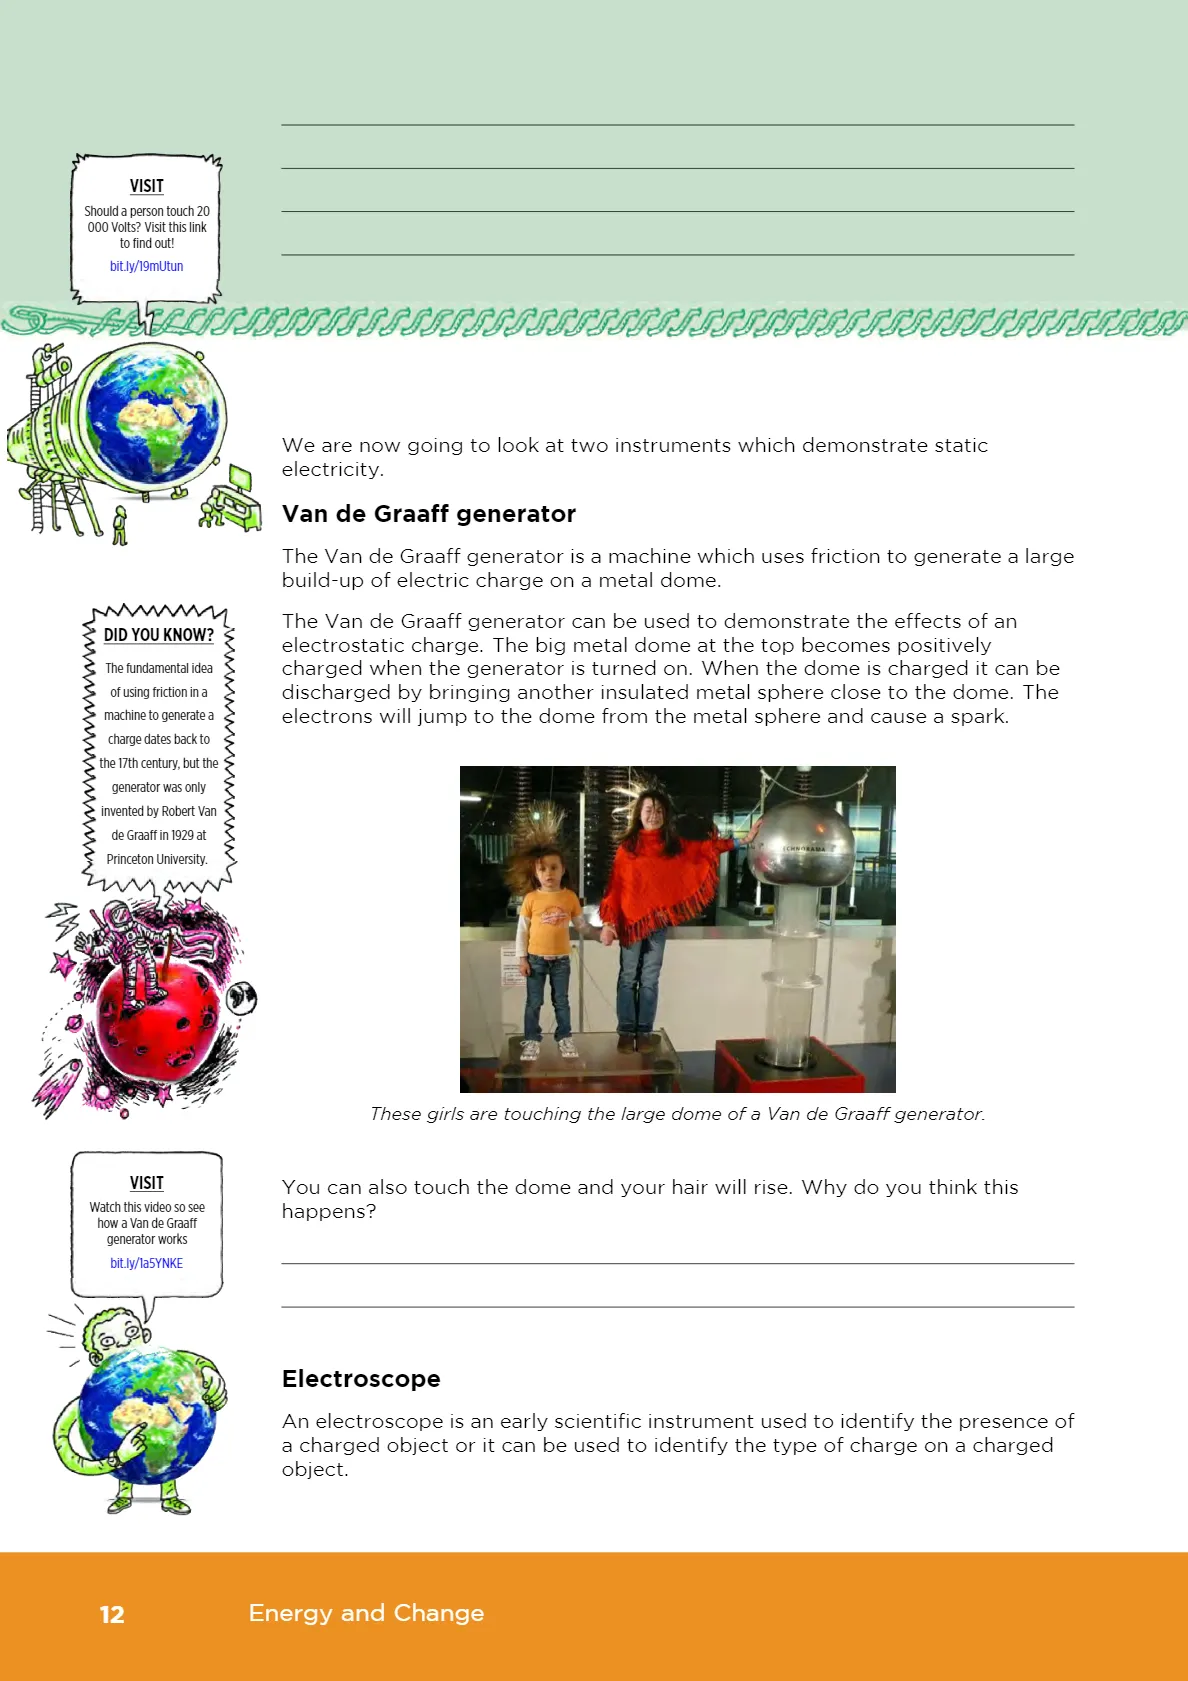 VISIT
Should a person touch 20
000 Volts? Visit this link
to find out!
bit.ly/19mUtun
We are now going to look at two instruments which demonstrate static
electricity.
Van de Graaff generator
The Van de Graaff generator is a machine which uses friction to generate a large
build-up of electric charge on a metal dome.
The Van de Graaff generator can be used to demonstrate the effects of an
electrostatic charge. The big metal dome at the top becomes positively
charged when the generator is turned on. When the dome is charged it can be
discharged by bringing another insulated metal sphere close to the dome. The
electrons will jump to the dome from the metal sphere and cause a spark.
DID YOU KNOW?
The fundamental idea
of using friction in a
machine to generate a
charge dates back to
the 17th century, but the
generator was only
invented by Robert Van
de Graaff in 1929 at
Princeton University.
These girls are touching the large dome of a Van de Graaff generator.
VISIT
Watch this video so see
how a Van de Graaff
generator works
bit.ly/1a5YNKE
You can also touch the dome and your hair will rise. Why do you think this
happens?
Electroscope
An electroscope is an early scientific instrument used to identify the presence of
a charged object or it can be used to identify the type of charge on a charged
object.
12
Energy and Change